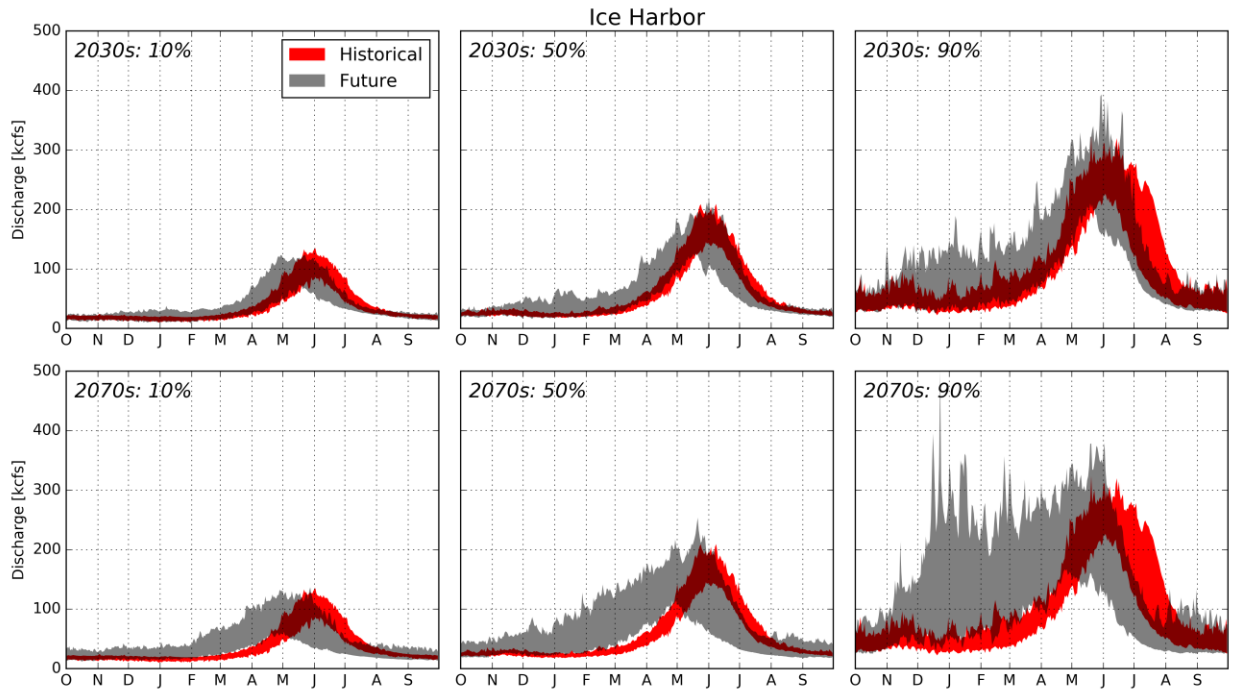 Ice Harbor
2030s: 10%
Historical
Future
2030s: 50%
2030s: 90%
500
400
300
200
100
0
Discharge [kcfs]
O N D J F M A M J J A S
O N D J F M A M J J A S
O N D J F M A M J J A S
2070s: 10%
2070s: 50%
2070s: 90%
500
400
300
200
100
0
Discharge [kcfs]
O N D J F M A M J J A S
O N D J F M A M J J A S
O N D J F M A M J J A S